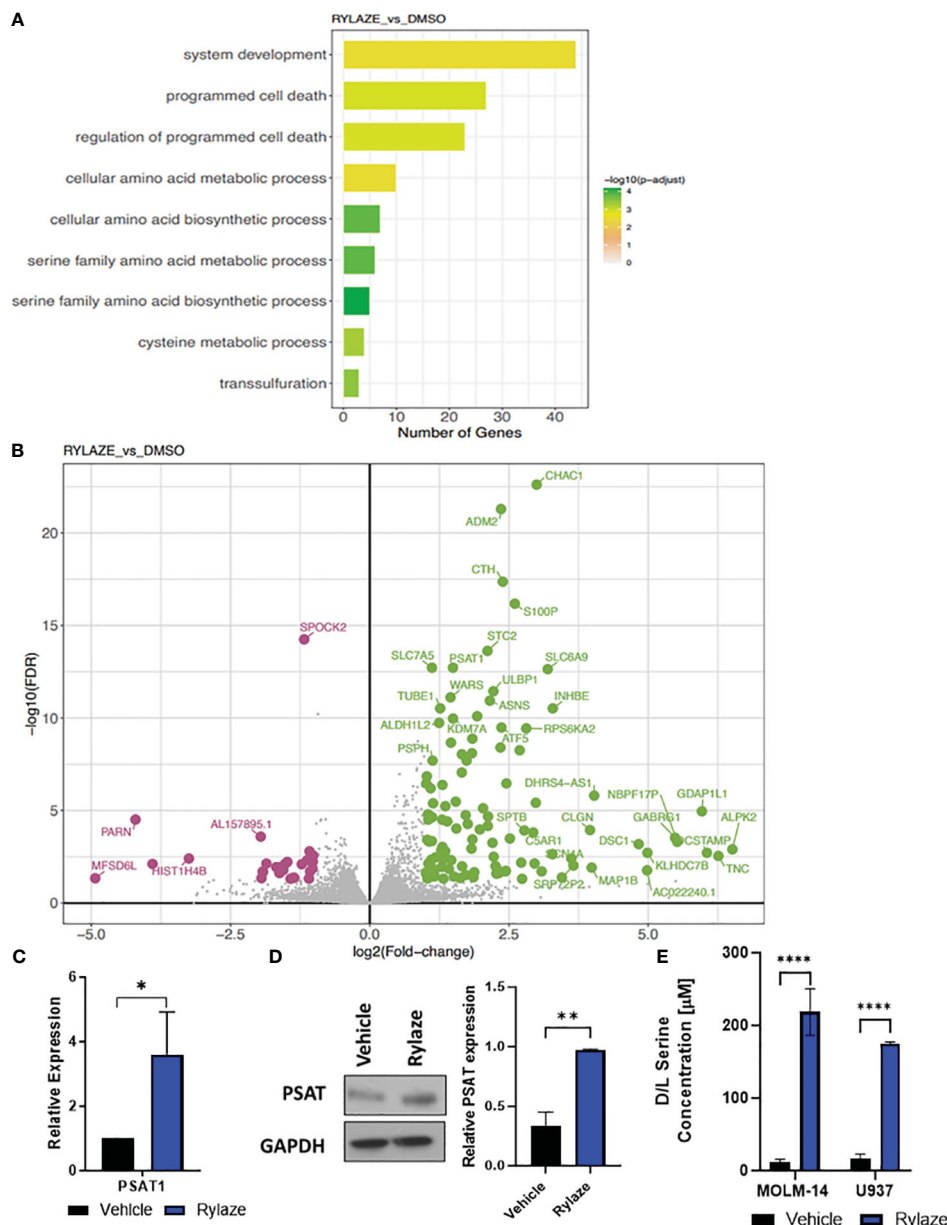 A
RYLAZE_vs_DMSO
system development
programmed cell death
regulation of programmed cell death
cellular amino acid metabolic process
cellular amino acid biosynthetic process
serine family amino acid metabolic process
serine family amino acid biosynthetic process
cysteine metabolic process
transsulfuration
0 10 20 30 40
Number of Genes
−log10(p−adjust)
4
3
2
1
0
B
RYLAZE_vs_DMSO
CHAC1
ADM2
CTH
S100P
SPOCK2
STC2
SLC7A5
PSAT1
SLC6A9
WARS
ULBP1
TUBE1
ASNS
INHBE
ALDH1L2
KDM7A
ATF5
RPS6KA2
PSPH
DHRS4−AS1
NBPF17P
GDAP1L1
PARN
AL157895.1
SPTB
CLGN
GABRG1
ALPK2
C5AR1
DSC1
CSTAMP
MFSD6L
HIST1H4B
KLHDC7B
TNC
SRP72P2
MAP1B
AC022240.1
20
15
10
5
0
−log10(FDR)
−5.0 −2.5 0.0 2.5 5.0
log2(Fold−change)
C
Relative Expression
6
4
2
0
*
PSAT1
Vehicle Rylaze
D
Vehicle
Rylaze
PSAT
GAPDH
Relative PSAT expression
1.5
1.0
0.5
0.0
**
Vehicle
Rylaze
E
D/L Serine
Concentration [µM]
300
200
100
0
****
****
MOLM-14 U937
Vehicle Rylaze